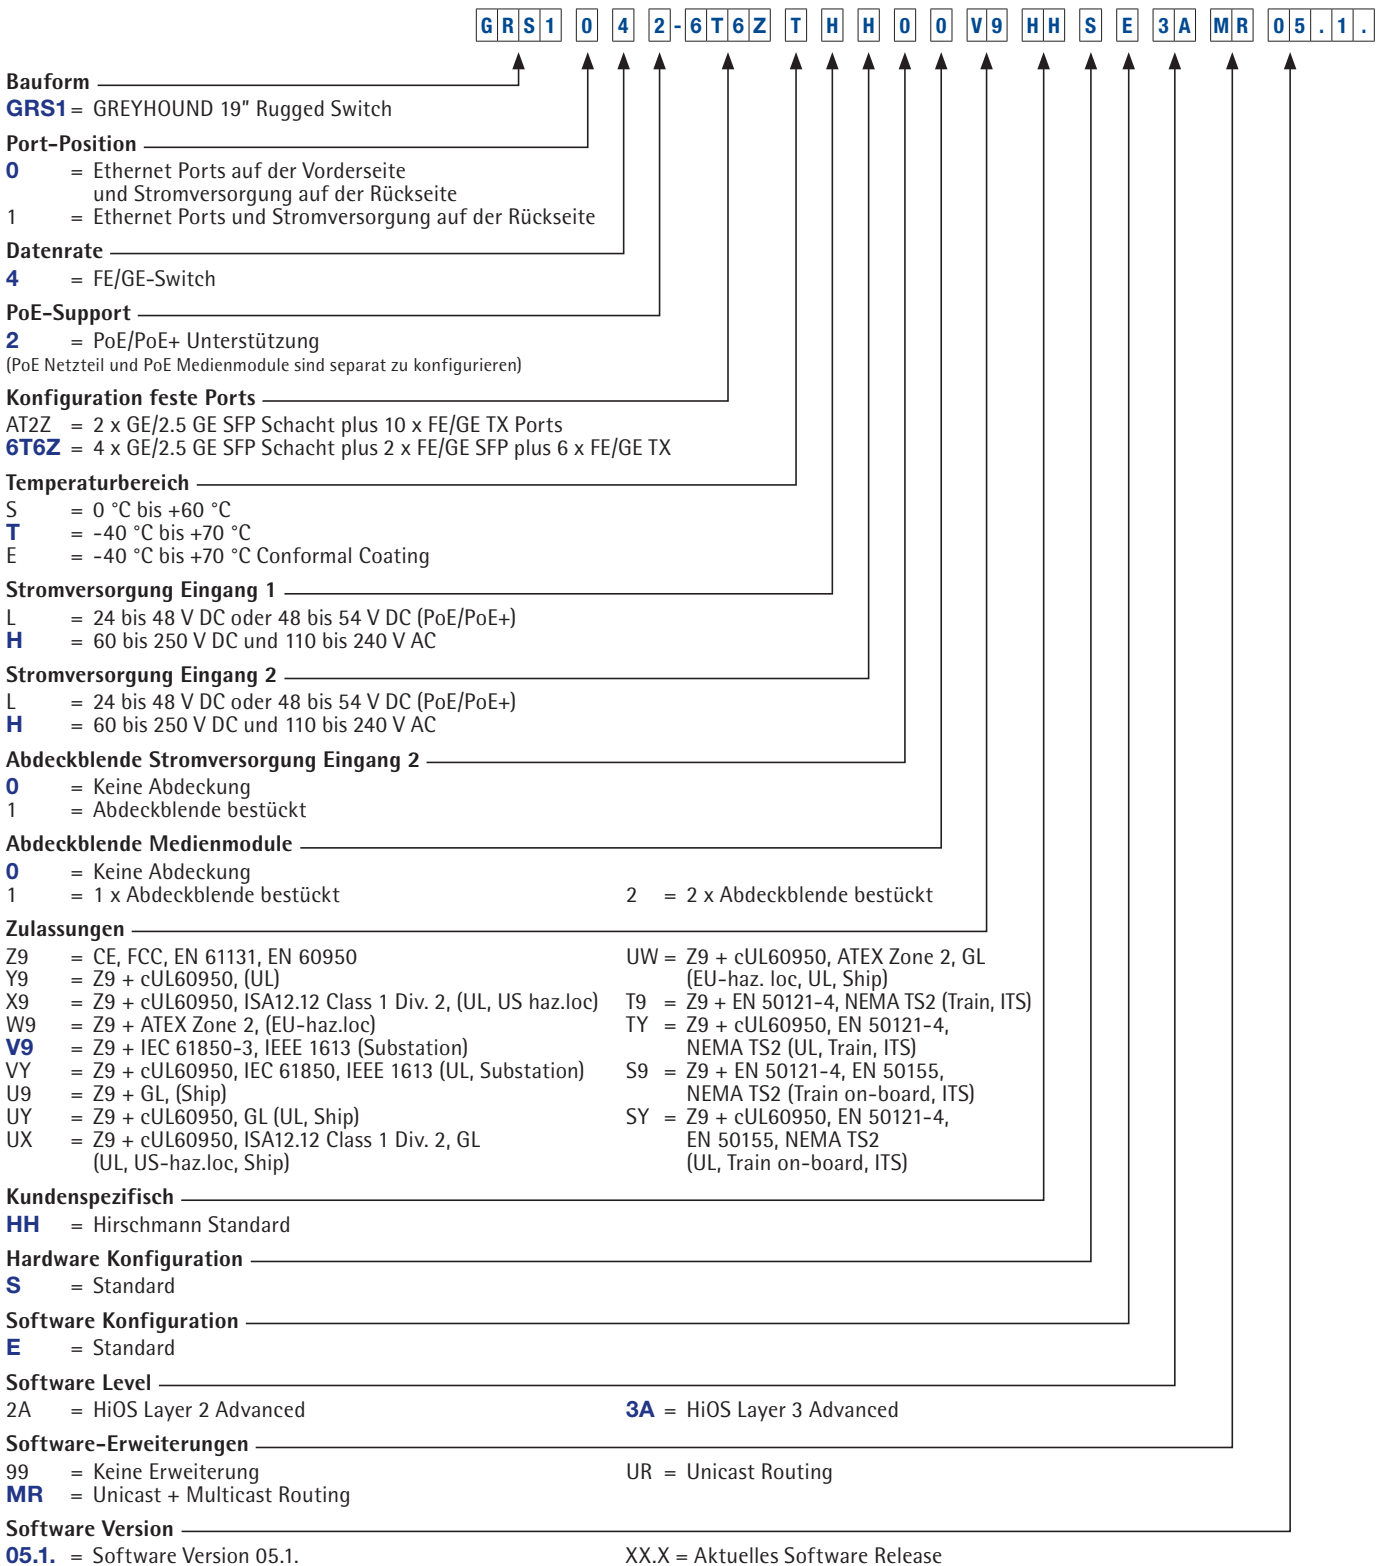 GRS1 0 4 2-6T6Z T H H 0 0 V9 HH S E 3A MR 05.1.
Bauform
GRS1 = GREYHOUND 19" Rugged Switch
Port-Position
0 = Ethernet Ports auf der Vorderseite
und Stromversorgung auf der Rückseite
1 = Ethernet Ports und Stromversorgung auf der Rückseite
Datenrate
4 = FE/GE-Switch
PoE-Support
2 = PoE/PoE+ Unterstützung
(PoE Netzteil und PoE Medienmodule sind separat zu konfigurieren)
Konfiguration feste Ports
AT2Z = 2 x GE/2.5 GE SFP Schacht plus 10 x FE/GE TX Ports
6T6Z = 4 x GE/2.5 GE SFP Schacht plus 2 x FE/GE SFP plus 6 x FE/GE TX
Temperaturbereich
S = 0 °C bis +60 °C
T = -40 °C bis +70 °C
E = -40 °C bis +70 °C Conformal Coating
Stromversorgung Eingang 1
L = 24 bis 48 V DC oder 48 bis 54 V DC (PoE/PoE+)
H = 60 bis 250 V DC und 110 bis 240 V AC
Stromversorgung Eingang 2
L = 24 bis 48 V DC oder 48 bis 54 V DC (PoE/PoE+)
H = 60 bis 250 V DC und 110 bis 240 V AC
Abdeckblende Stromversorgung Eingang 2
0 = Keine Abdeckung
1 = Abdeckblende bestückt
Abdeckblende Medienmodule
0 = Keine Abdeckung
1 = 1 x Abdeckblende bestückt
2 = 2 x Abdeckblende bestückt
Zulassungen
Z9 = CE, FCC, EN 61131, EN 60950
Y9 = Z9 + cUL60950, (UL)
X9 = Z9 + cUL60950, ISA12.12 Class 1 Div. 2, (UL, US haz.loc)
W9 = Z9 + ATEX Zone 2, (EU-haz.loc)
V9 = Z9 + IEC 61850-3, IEEE 1613 (Substation)
VY = Z9 + cUL60950, IEC 61850, IEEE 1613 (UL, Substation)
U9 = Z9 + GL, (Ship)
UY = Z9 + cUL60950, GL (UL, Ship)
UX = Z9 + cUL60950, ISA12.12 Class 1 Div. 2, GL
(UL, US-haz.loc, Ship)
UW = Z9 + cUL60950, ATEX Zone 2, GL
(EU-haz. loc, UL, Ship)
T9 = Z9 + EN 50121-4, NEMA TS2 (Train, ITS)
TY = Z9 + cUL60950, EN 50121-4,
NEMA TS2 (UL, Train, ITS)
S9 = Z9 + EN 50121-4, EN 50155,
NEMA TS2 (Train on-board, ITS)
SY = Z9 + cUL60950, EN 50121-4,
EN 50155, NEMA TS2
(UL, Train on-board, ITS)
Kundenspezifisch
HH = Hirschmann Standard
Hardware Konfiguration
S = Standard
Software Konfiguration
E = Standard
Software Level
2A = HiOS Layer 2 Advanced
3A = HiOS Layer 3 Advanced
Software-Erweiterungen
99 = Keine Erweiterung
UR = Unicast Routing
MR = Unicast + Multicast Routing
Software Version
05.1. = Software Version 05.1.
XX.X = Aktuelles Software Release